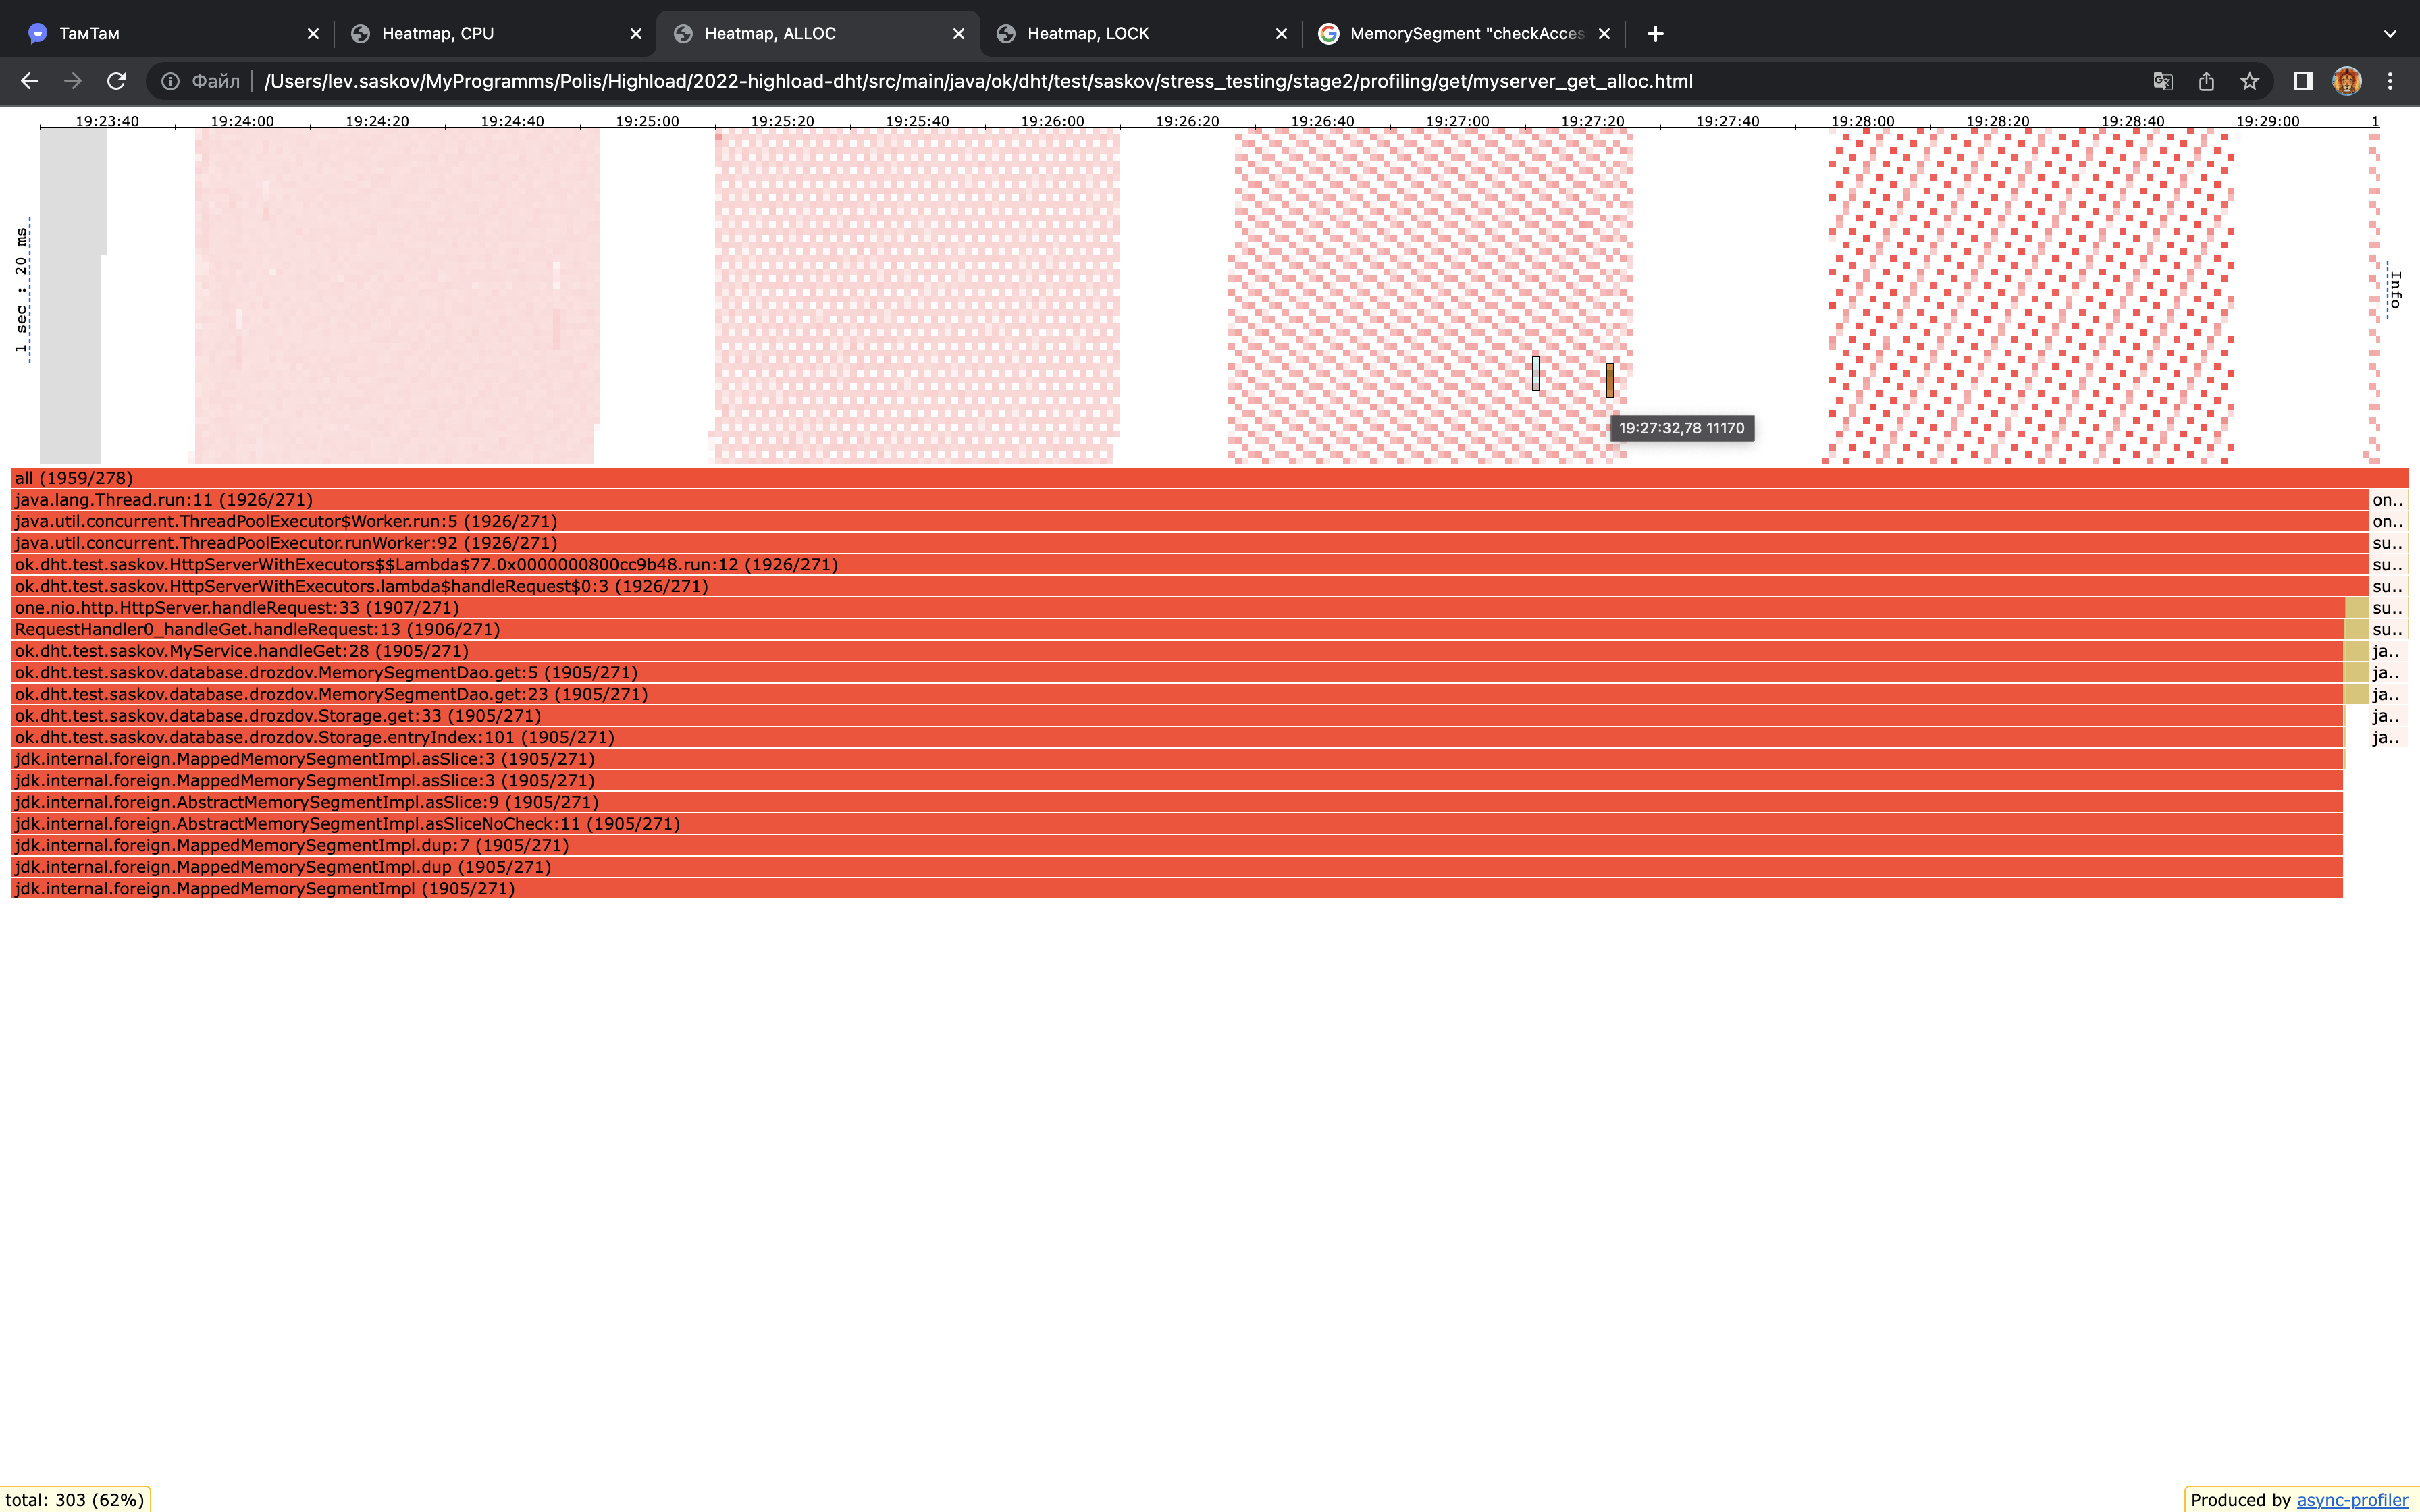 ТамТам
Heatmap, CPU
Heatmap, ALLOC
Heatmap, LOCK
MemorySegment "checkAcces
Файл
/Users/lev.saskov/MyProgramms/Polis/Highload/2022-highload-dht/src/main/java/ok/dht/test/saskov/stress_testing/stage2/profiling/get/myserver_get_alloc.html
19:23:40 19:24:00 19:24:20 19:24:40 19:25:00 19:25:20 19:25:40 19:26:00 19:26:20 19:26:40 19:27:00 19:27:20 19:27:40 19:28:00 19:28:20 19:28:40 19:29:00 1
1 sec : 20 ms
Info
19:27:32,78 11170
all (1959/278)
java.lang.Thread.run:11 (1926/271) on..
java.util.concurrent.ThreadPoolExecutor$Worker.run:5 (1926/271) on..
java.util.concurrent.ThreadPoolExecutor.runWorker:92 (1926/271) su..
ok.dht.test.saskov.HttpServerWithExecutors$$Lambda$77.0x0000000800cc9b48.run:12 (1926/271) su..
ok.dht.test.saskov.HttpServerWithExecutors.lambda$handleRequest$0:3 (1926/271) su..
one.nio.http.HttpServer.handleRequest:33 (1907/271) su..
RequestHandler0_handleGet.handleRequest:13 (1906/271) su..
ok.dht.test.saskov.MyService.handleGet:28 (1905/271) ja..
ok.dht.test.saskov.database.drozdov.MemorySegmentDao.get:5 (1905/271) ja..
ok.dht.test.saskov.database.drozdov.MemorySegmentDao.get:23 (1905/271) ja..
ok.dht.test.saskov.database.drozdov.Storage.get:33 (1905/271) ja..
ok.dht.test.saskov.database.drozdov.Storage.entryIndex:101 (1905/271) ja..
jdk.internal.foreign.MappedMemorySegmentImpl.asSlice:3 (1905/271)
jdk.internal.foreign.MappedMemorySegmentImpl.asSlice:3 (1905/271)
jdk.internal.foreign.AbstractMemorySegmentImpl.asSlice:9 (1905/271)
jdk.internal.foreign.AbstractMemorySegmentImpl.asSliceNoCheck:11 (1905/271)
jdk.internal.foreign.MappedMemorySegmentImpl.dup:7 (1905/271)
jdk.internal.foreign.MappedMemorySegmentImpl.dup (1905/271)
jdk.internal.foreign.MappedMemorySegmentImpl (1905/271)
total: 303 (62%)
Produced by async-profiler